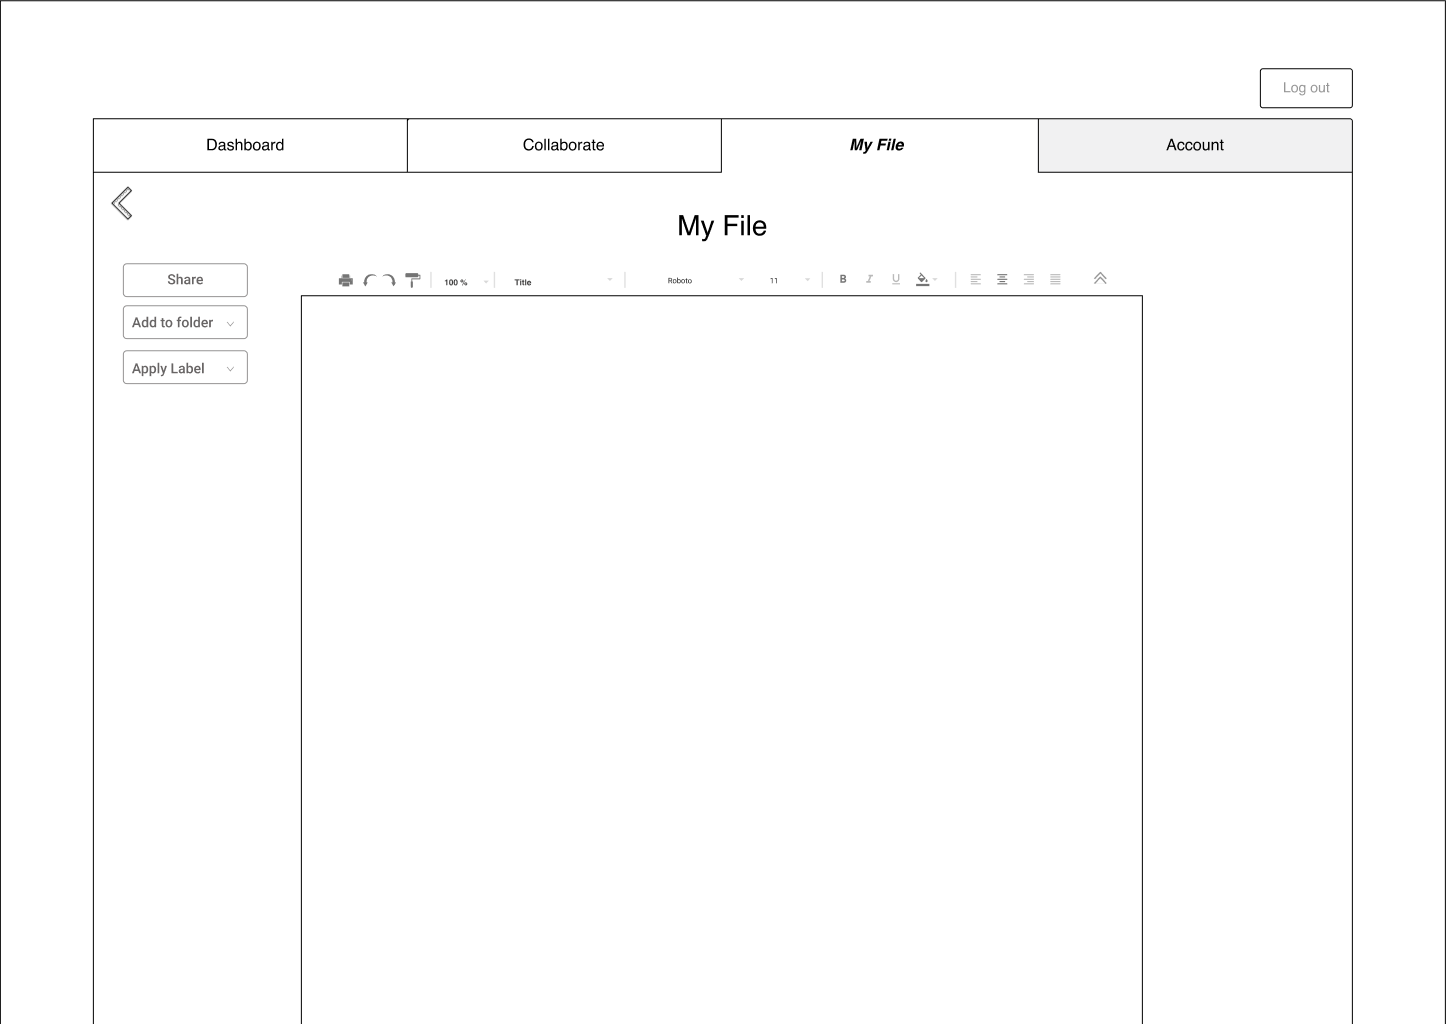 Log out
Dashboard
Collaborate
My File
Account
My File
Share
Add to folder
Apply Label
100 %
Title
Roboto
11
B
I
U